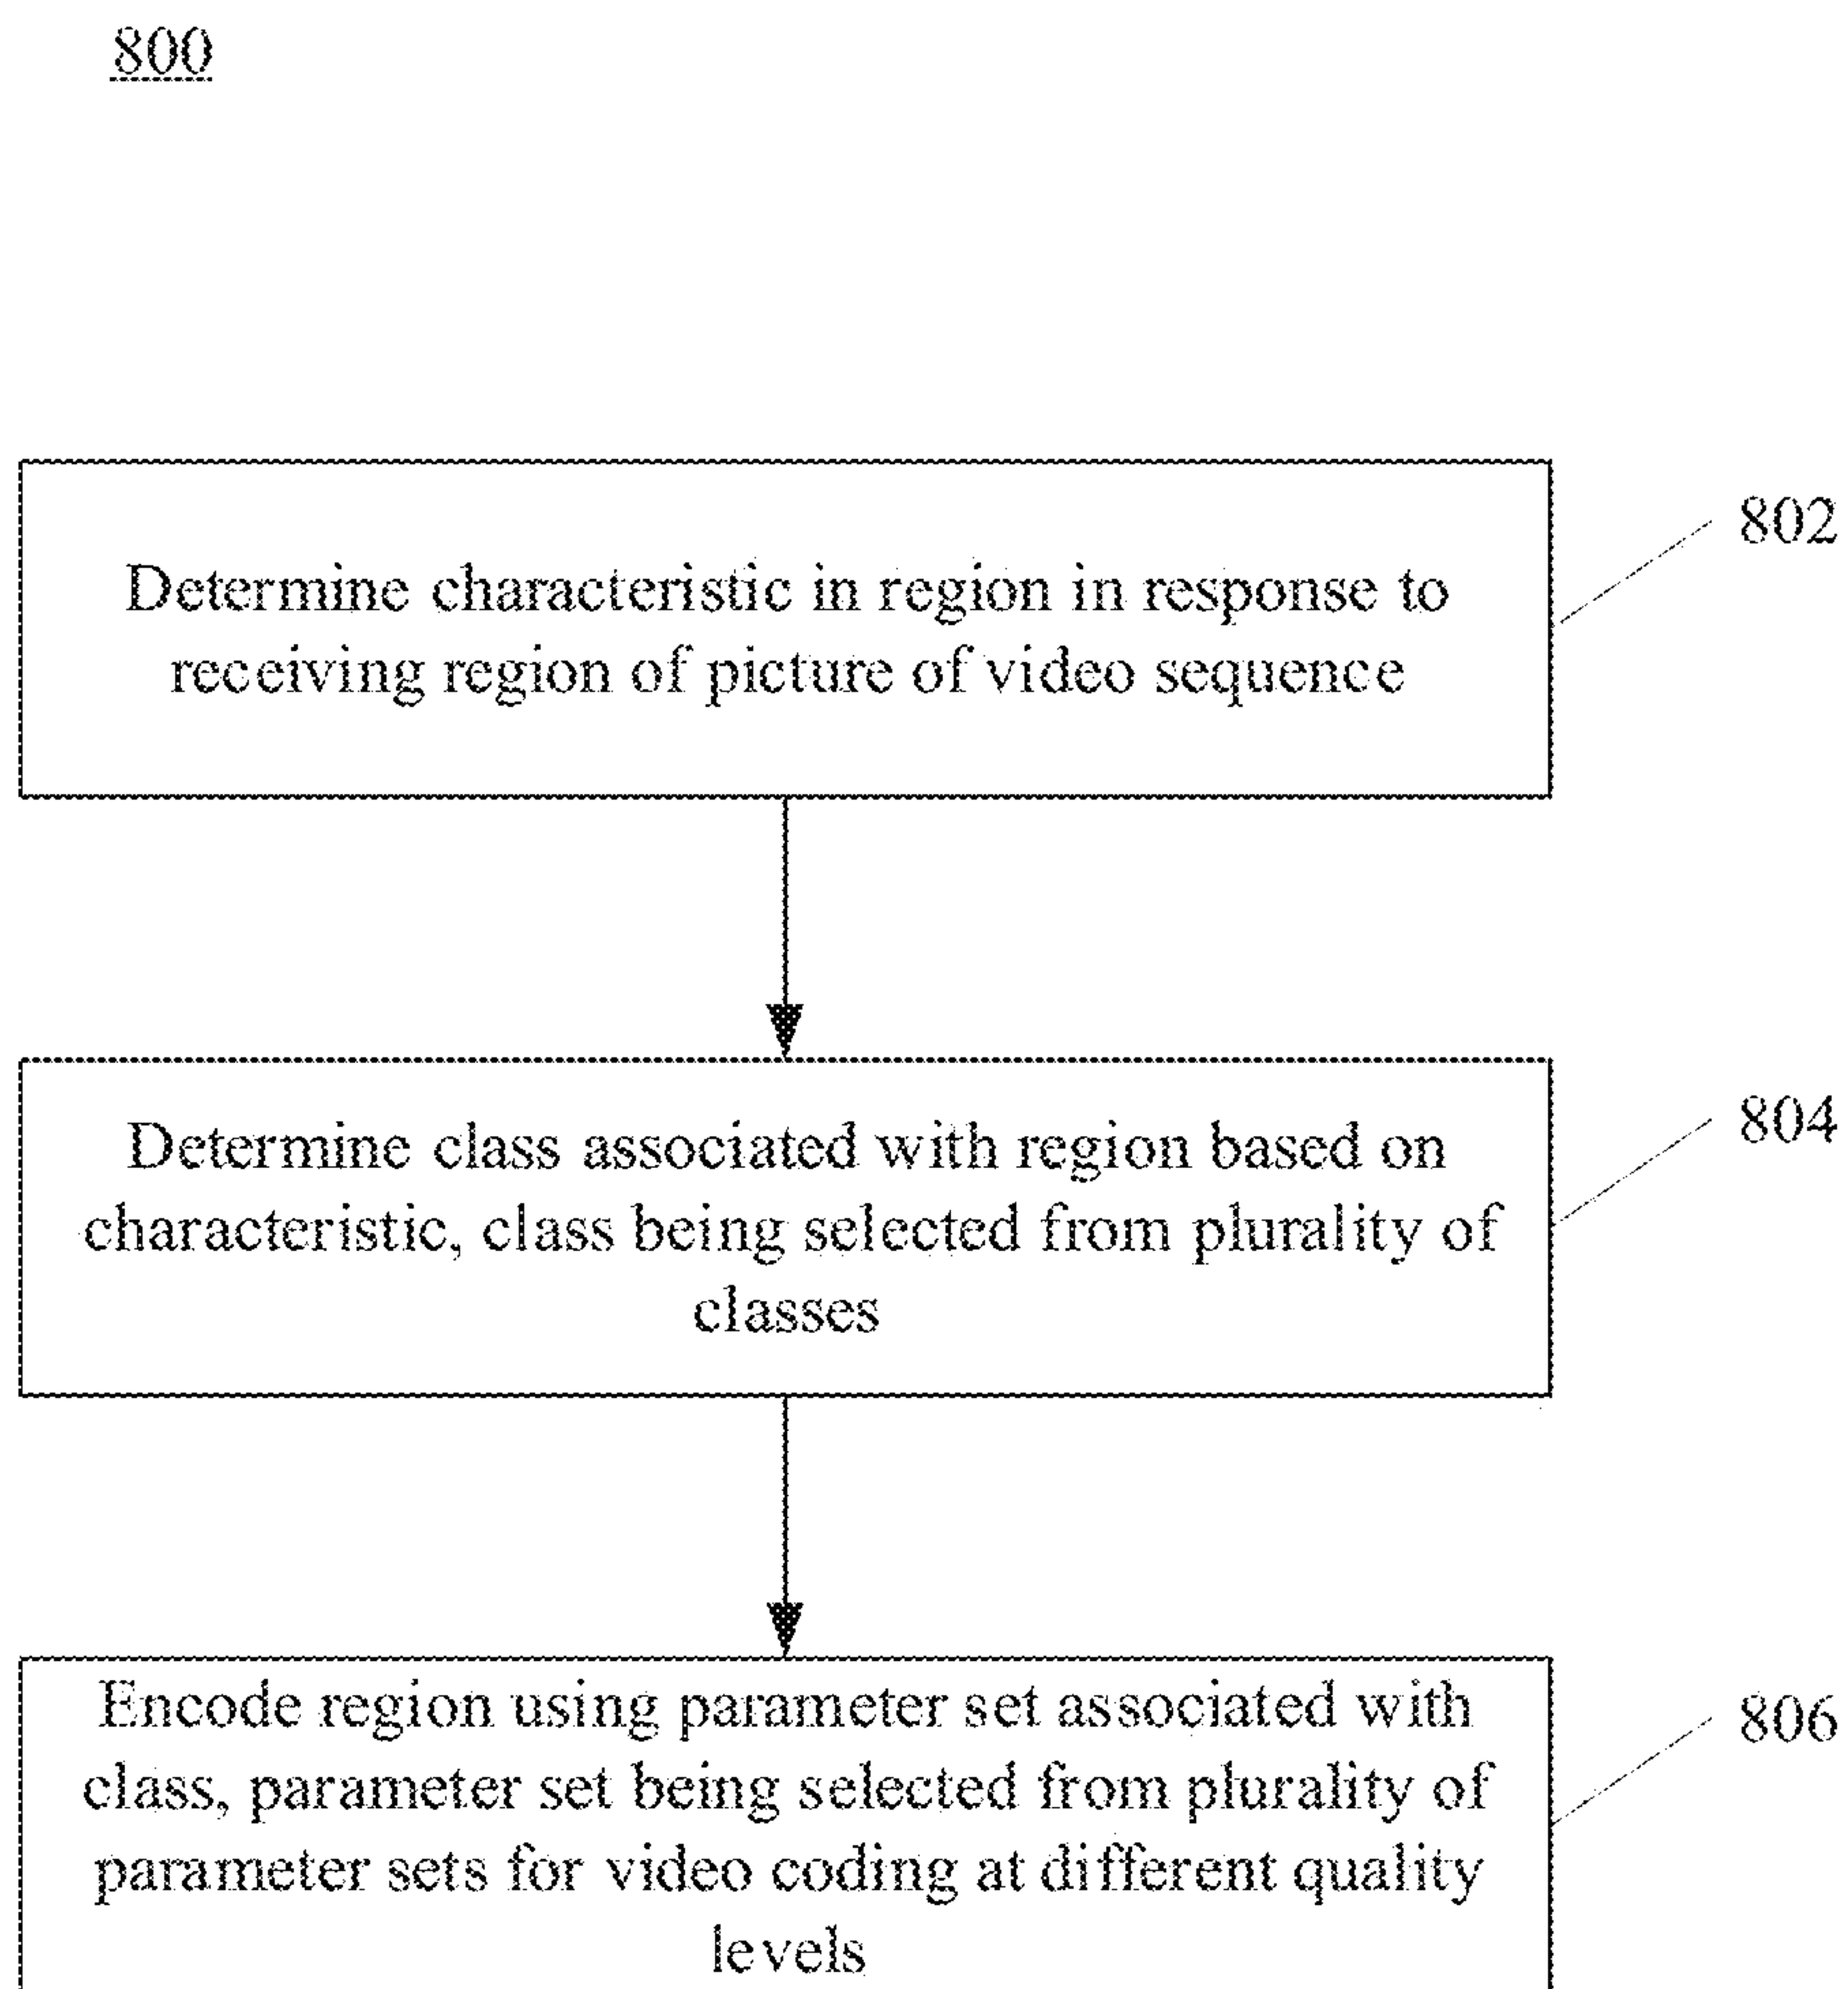 800
Determine characteristic in region in response to
receiving region of picture of video sequence
802
Determine class associated with region based on
characteristic, class being selected from plurality of
classes
804
Encode region using parameter set associated with
class, parameter set being selected from plurality of
parameter sets for video coding at different quality
levels
806